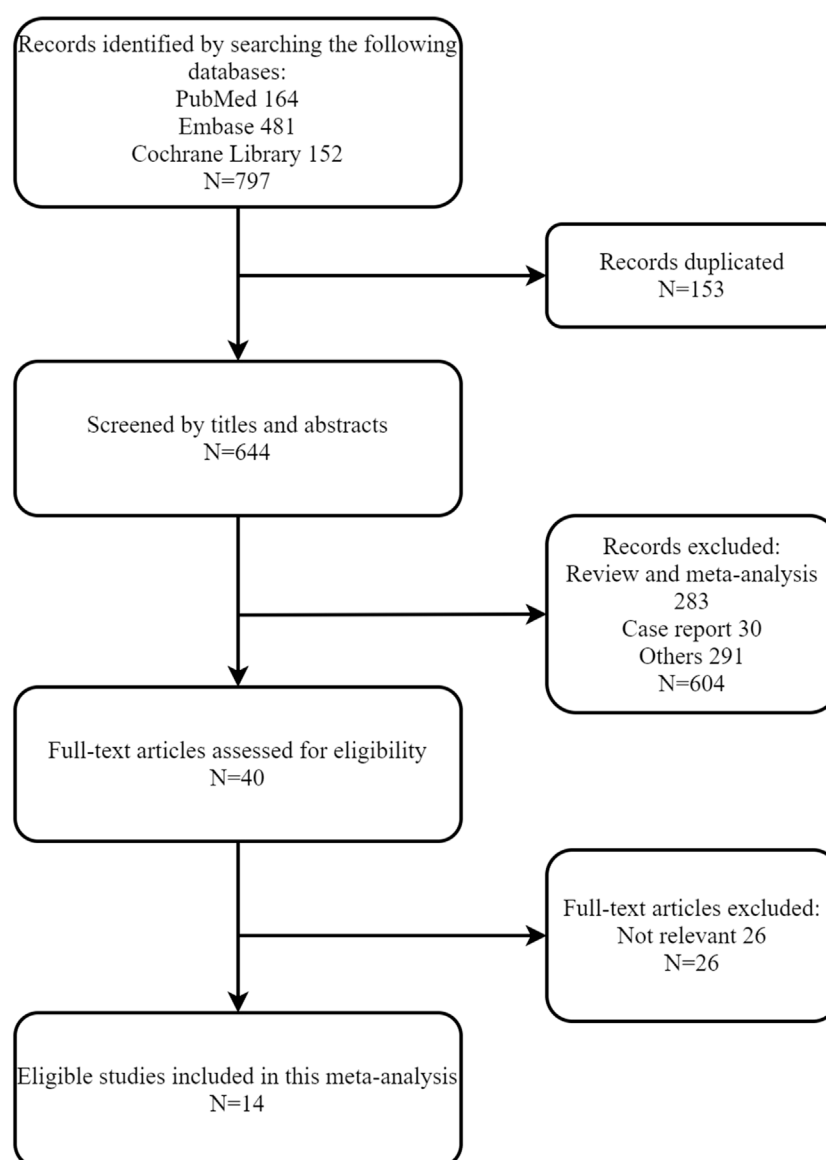 Records identified by searching the following
databases:
PubMed 164
Embase 481
Cochrane Library 152
N=797
Records duplicated
N=153
Screened by titles and abstracts
N=644
Records excluded:
Review and meta-analysis
283
Case report 30
Others 291
N=604
Full-text articles assessed for eligibility
N=40
Full-text articles excluded:
Not relevant 26
N=26
Eligible studies included in this meta-analysis
N=14